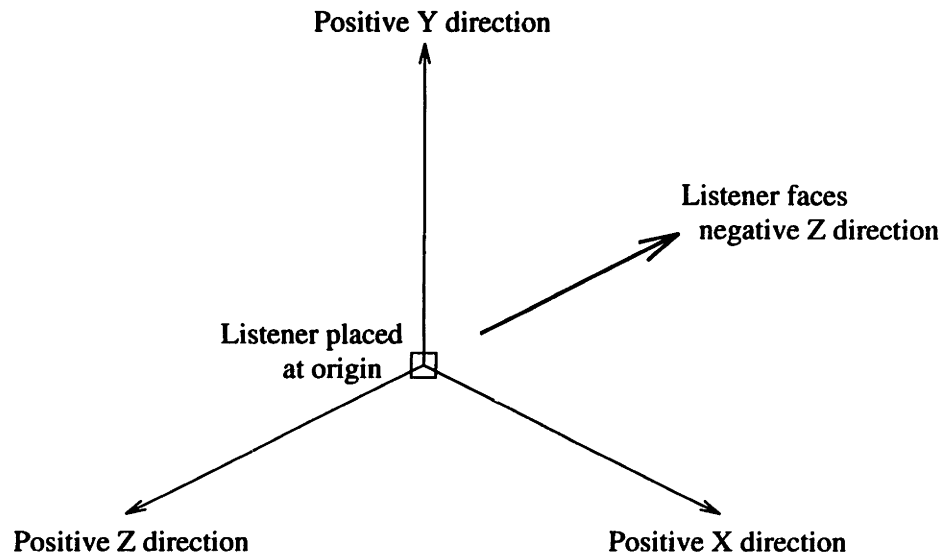 Positive Y direction
Listener faces
negative Z direction
Listener placed
at origin
Positive Z direction
Positive X direction